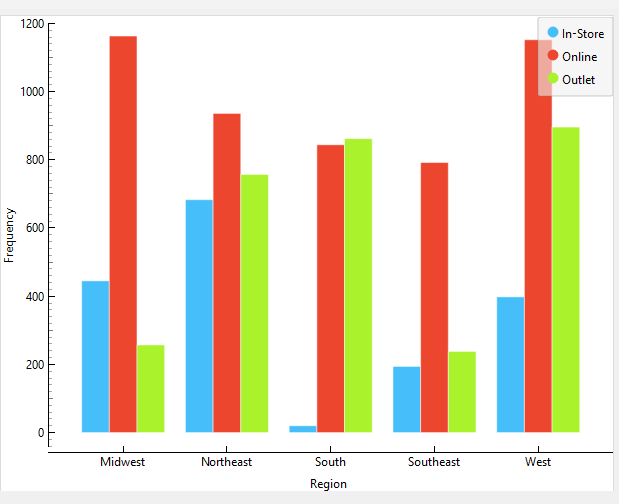 1200
1000
800
600
400
200
0
Frequency
In-Store
Online
Outlet
Midwest Northeast South Southeast West
Region